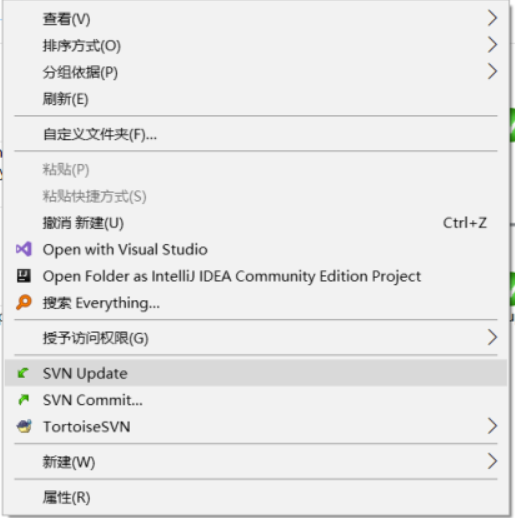 查看(V)
排序方式(O)
分组依据(P)
刷新(E)
自定义文件夹(F)...
粘贴(P)
粘贴快捷方式(S)
撤消 新建(U) Ctrl+Z
Open with Visual Studio
Open Folder as IntelliJ IDEA Community Edition Project
搜索 Everything...
授予访问权限(G)
SVN Update
SVN Commit...
TortoiseSVN
新建(W)
属性(R)